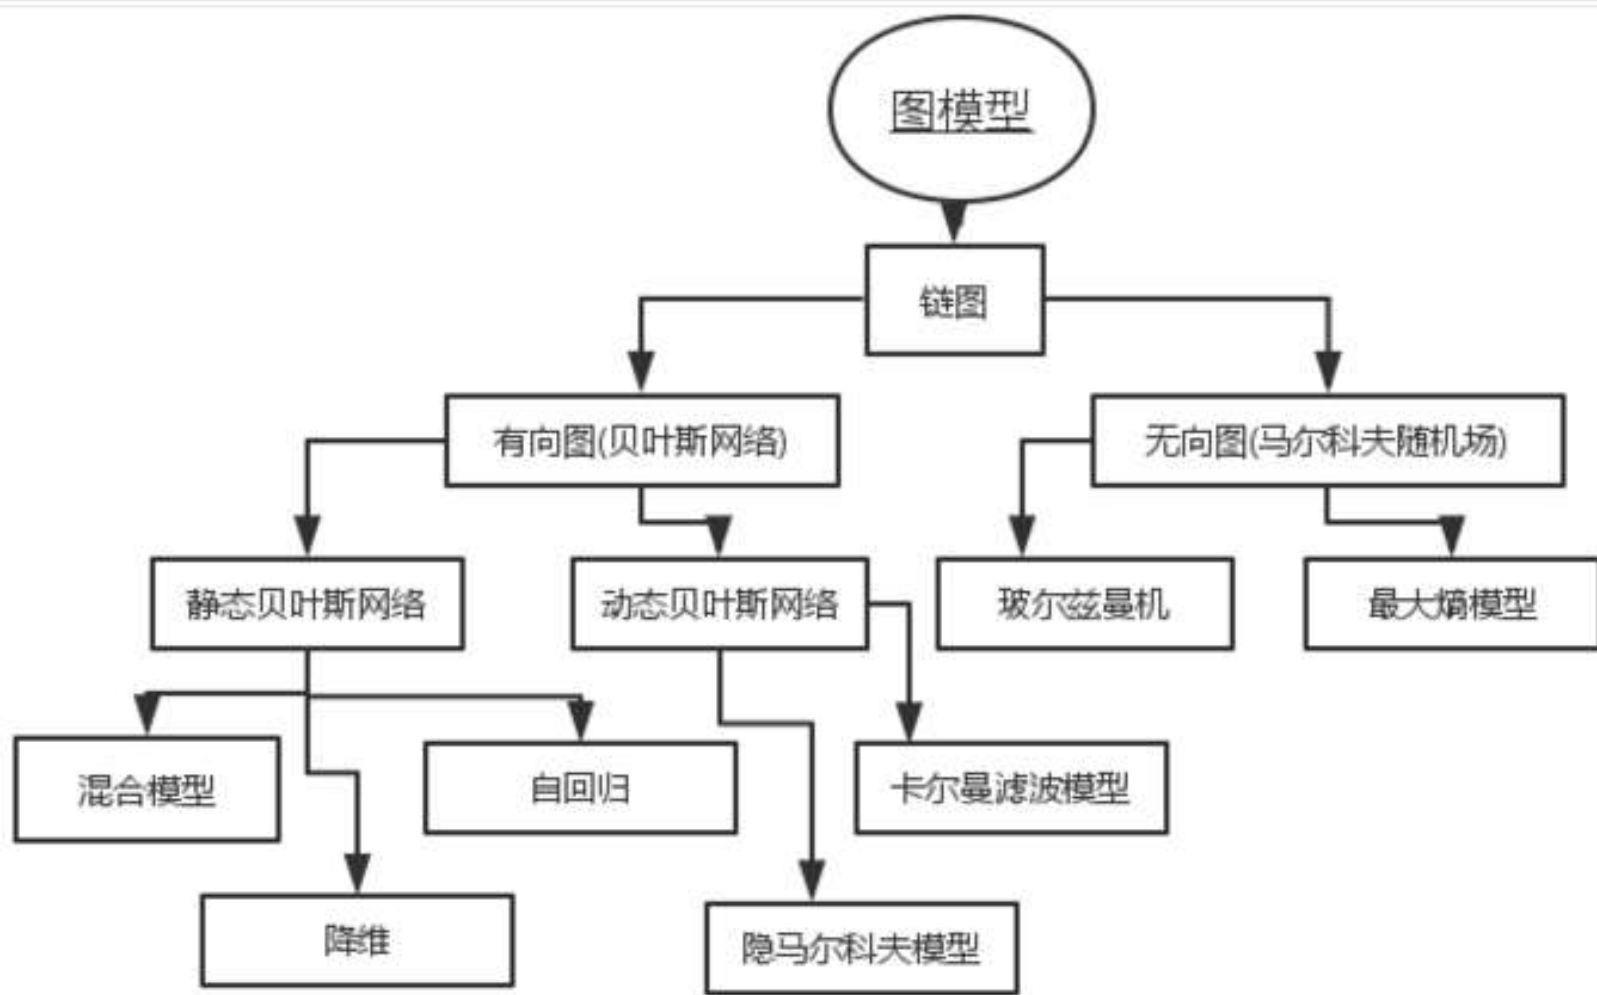 图模型
链图
有向图(贝叶斯网络)
无向图(马尔科夫随机场)
静态贝叶斯网络
动态贝叶斯网络
玻尔兹曼机
最大熵模型
混合模型
自回归
卡尔曼滤波模型
降维
隐马尔科夫模型